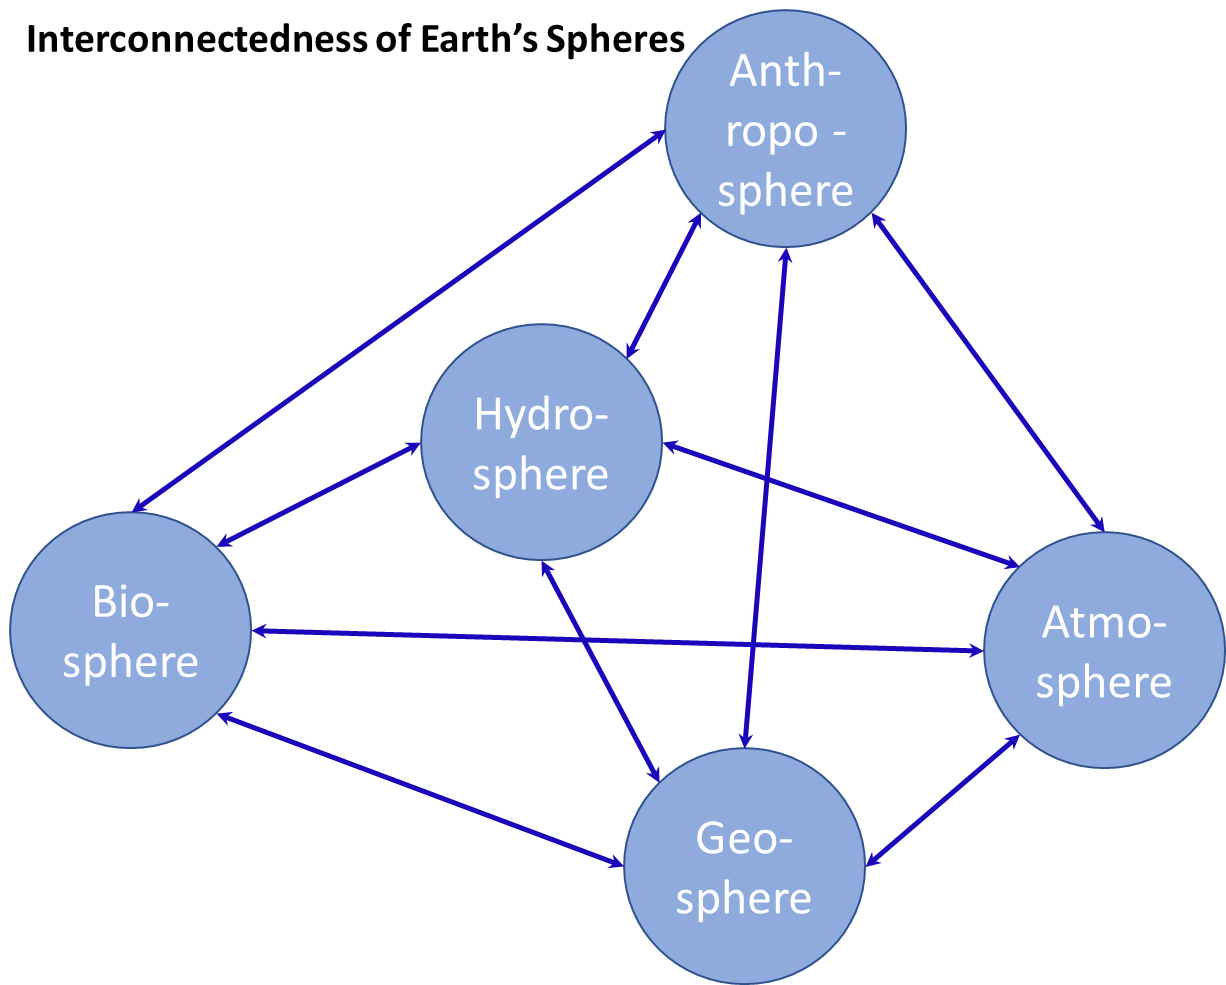 Interconnectedness of Earth’s Spheres
Anth-
ropo -
sphere
Hydro-
sphere
Bio-
sphere
Atmo-
sphere
Geo-
sphere